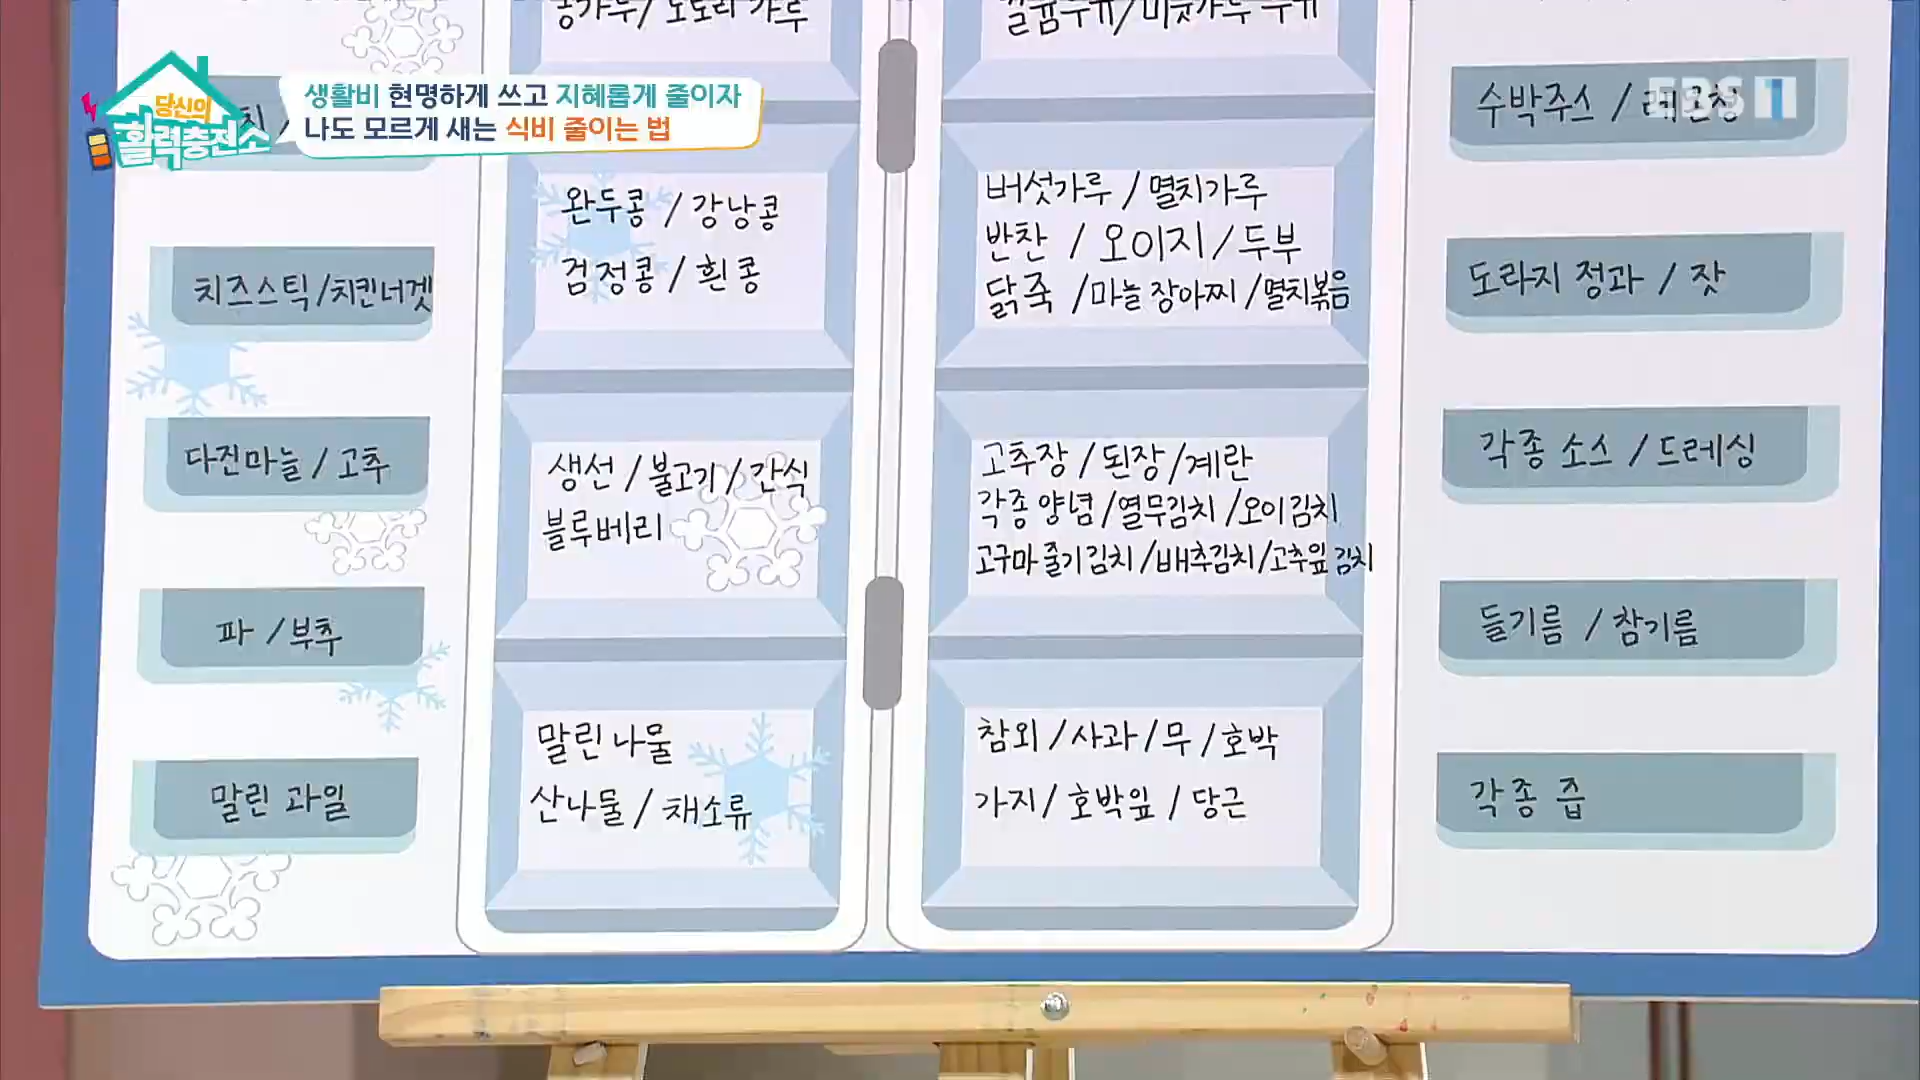 당신의
활력충전소
생활비 현명하게 쓰고 지혜롭게 줄이자
나도 모르게 새는 식비 줄이는 법
EBS 1
치즈스틱/치킨너겟
다진마늘/고추
파/부추
말린 과일
콩가루/도토리 가루
완두콩/강낭콩
검정콩/흰콩
생선/불고기/간식
블루베리
말린나물
산나물/채소류
버섯가루/멸치가루
반찬/오이지/두부
닭죽/마늘장아찌/멸치볶음
고추장/된장/계란
각종양념/열무김치/오이김치
고구마줄기김치/배추김치/고추잎김치
참외/사과/무/호박
가지/호박잎/당근
수박주스/
도라지 정과/잣
각종 소스/드레싱
들기름/참기름
각종 즙